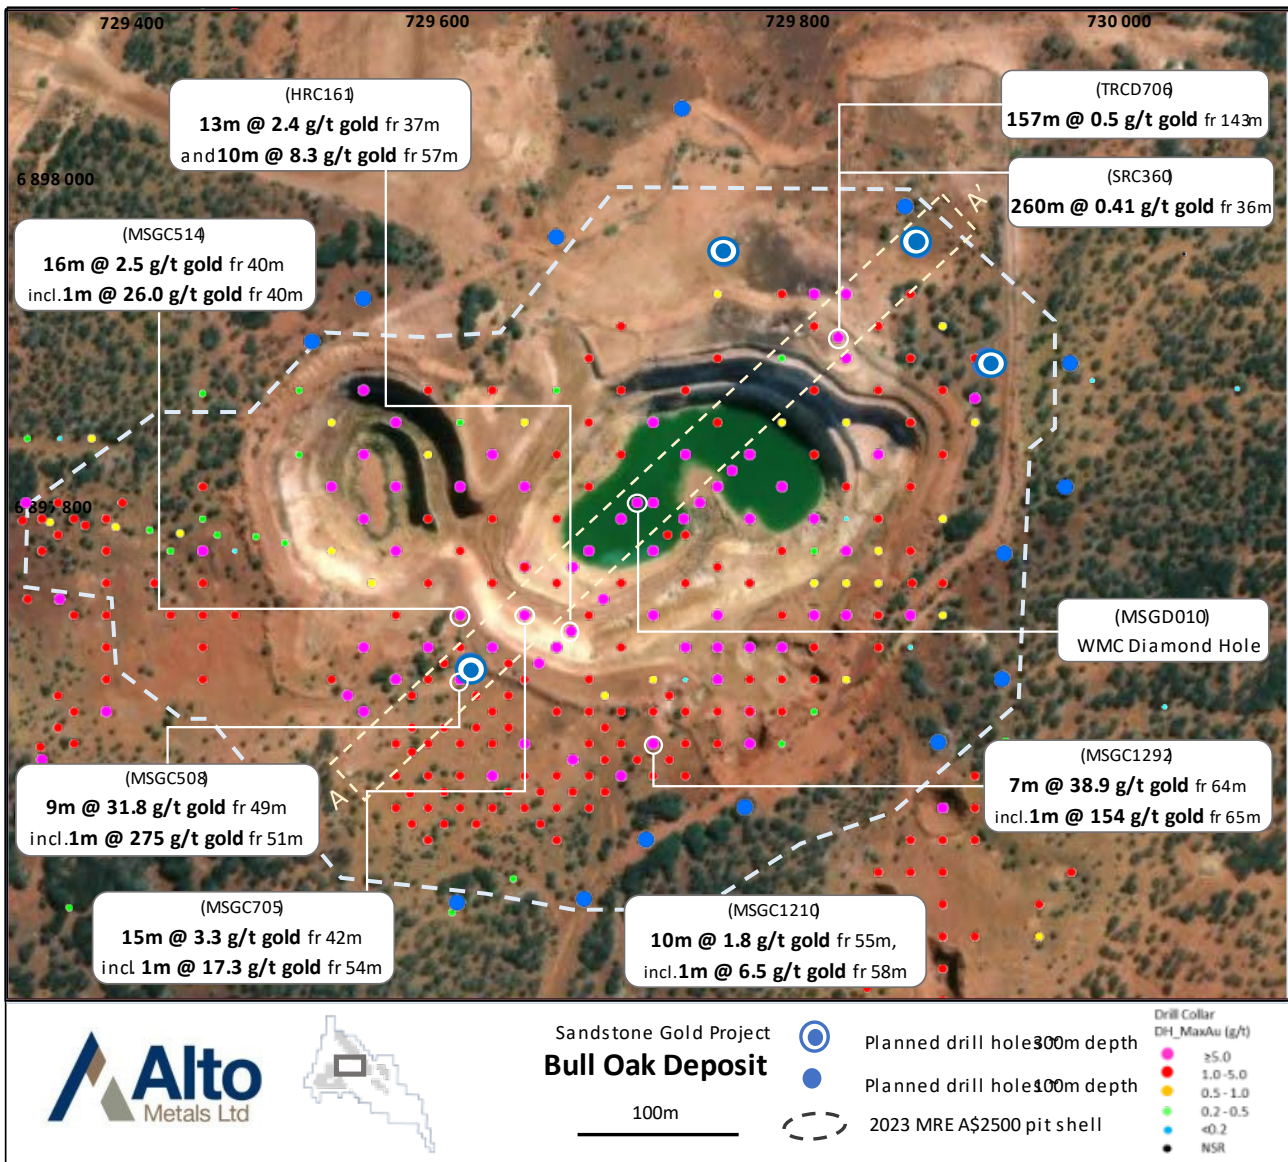 729 400
729 600
729 800
730 000
(HRC161)
13m @ 2.4 g/t gold fr 37m
and 10m @ 8.3 g/t gold fr 57m
(TRCD706)
157m @ 0.5 g/t gold fr 143m
6 898 000
(SRC360)
260m @ 0.41 g/t gold fr 36m
A'
(MSGC514)
16m @ 2.5 g/t gold fr 40m
incl. 1m @ 26.0 g/t gold fr 40m
6 897 800
(MSGD010)
WMC Diamond Hole
A
(MSGC508)
9m @ 31.8 g/t gold fr 49m
incl. 1m @ 275 g/t gold fr 51m
(MSGC1292)
7m @ 38.9 g/t gold fr 64m
incl. 1m @ 154 g/t gold fr 65m
(MSGC705)
15m @ 3.3 g/t gold fr 42m
incl. 1m @ 17.3 g/t gold fr 54m
(MSGC1210)
10m @ 1.8 g/t gold fr 55m,
incl. 1m @ 6.5 g/t gold fr 58m
Alto
Metals Ltd
Sandstone Gold Project
Bull Oak Deposit
100m
Planned drill holes ~300m depth
Planned drill holes ~100m depth
2023 MRE A$2500 pit shell
Drill Collar
DH_MaxAu (g/t)
≥5.0
1.0-5.0
0.5-1.0
0.2-0.5
<0.2
NSR